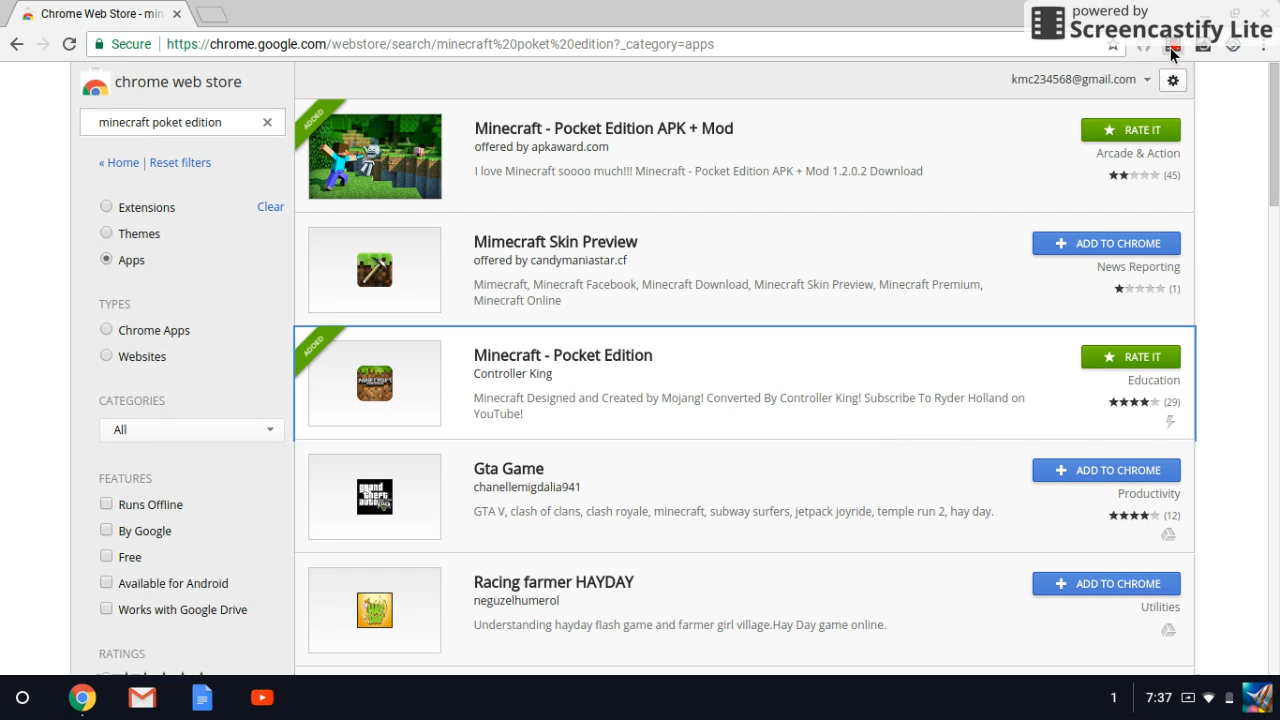 Chrome Web Store - min
powered by
Screencastify Lite
Secure https://chrome.google.com/webstore/search/minecraft%20poket%20edition?_category=apps
chrome web store
kmc234568@gmail.com
minecraft poket edition
« Home | Reset filters
Extensions Clear
Themes
Apps
TYPES
Chrome Apps
Websites
CATEGORIES
All
FEATURES
Runs Offline
By Google
Free
Available for Android
Works with Google Drive
RATINGS
ADDED
Minecraft - Pocket Edition APK + Mod
offered by apkaward.com
I love Minecraft soooo much!!! Minecraft - Pocket Edition APK + Mod 1.2.0.2 Download
RATE IT
Arcade & Action
(45)
Mimecraft Skin Preview
offered by candymaniastar.cf
Mimecraft, Minecraft Facebook, Minecraft Download, Minecraft Skin Preview, Minecraft Premium,
Minecraft Online
ADD TO CHROME
News Reporting
(1)
ADDED
MINECRAFT
Minecraft - Pocket Edition
Controller King
Minecraft Designed and Created by Mojang! Converted By Controller King! Subscribe To Ryder Holland on
YouTube!
RATE IT
Education
(29)
grand
theft
auto
Gta Game
chanellemigdalia941
GTA V, clash of clans, clash royale, minecraft, subway surfers, jetpack joyride, temple run 2, hay day.
ADD TO CHROME
Productivity
(12)
Racing farmer HAYDAY
neguzelhumerol
Understanding hayday flash game and farmer girl village.Hay Day game online.
ADD TO CHROME
Utilities
1 7:37